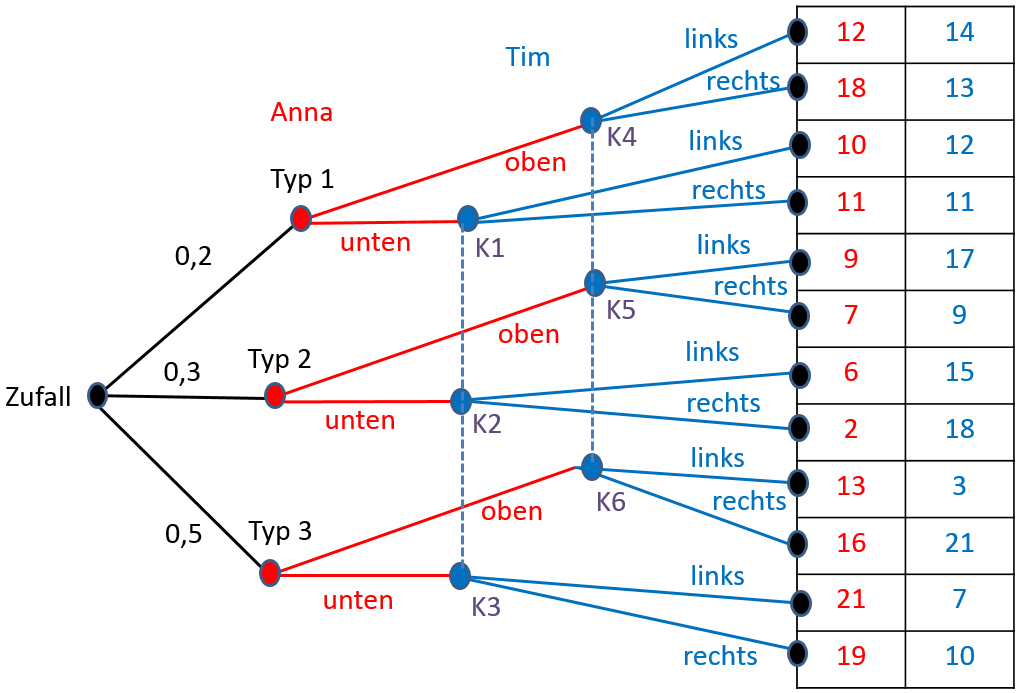 links 12 14
Tim
rechts 18 13
Anna
K4
links 10 12
oben
Typ 1
rechts 11 11
unten
K1
links 9 17
0,2
rechts 7 9
K5
oben
links 6 15
Typ 2
0,3
Zufall
rechts 2 18
unten
K2
links 13 3
K6
rechts 16 21
oben
Typ 3
0,5
links 21 7
unten
K3
rechts 19 10